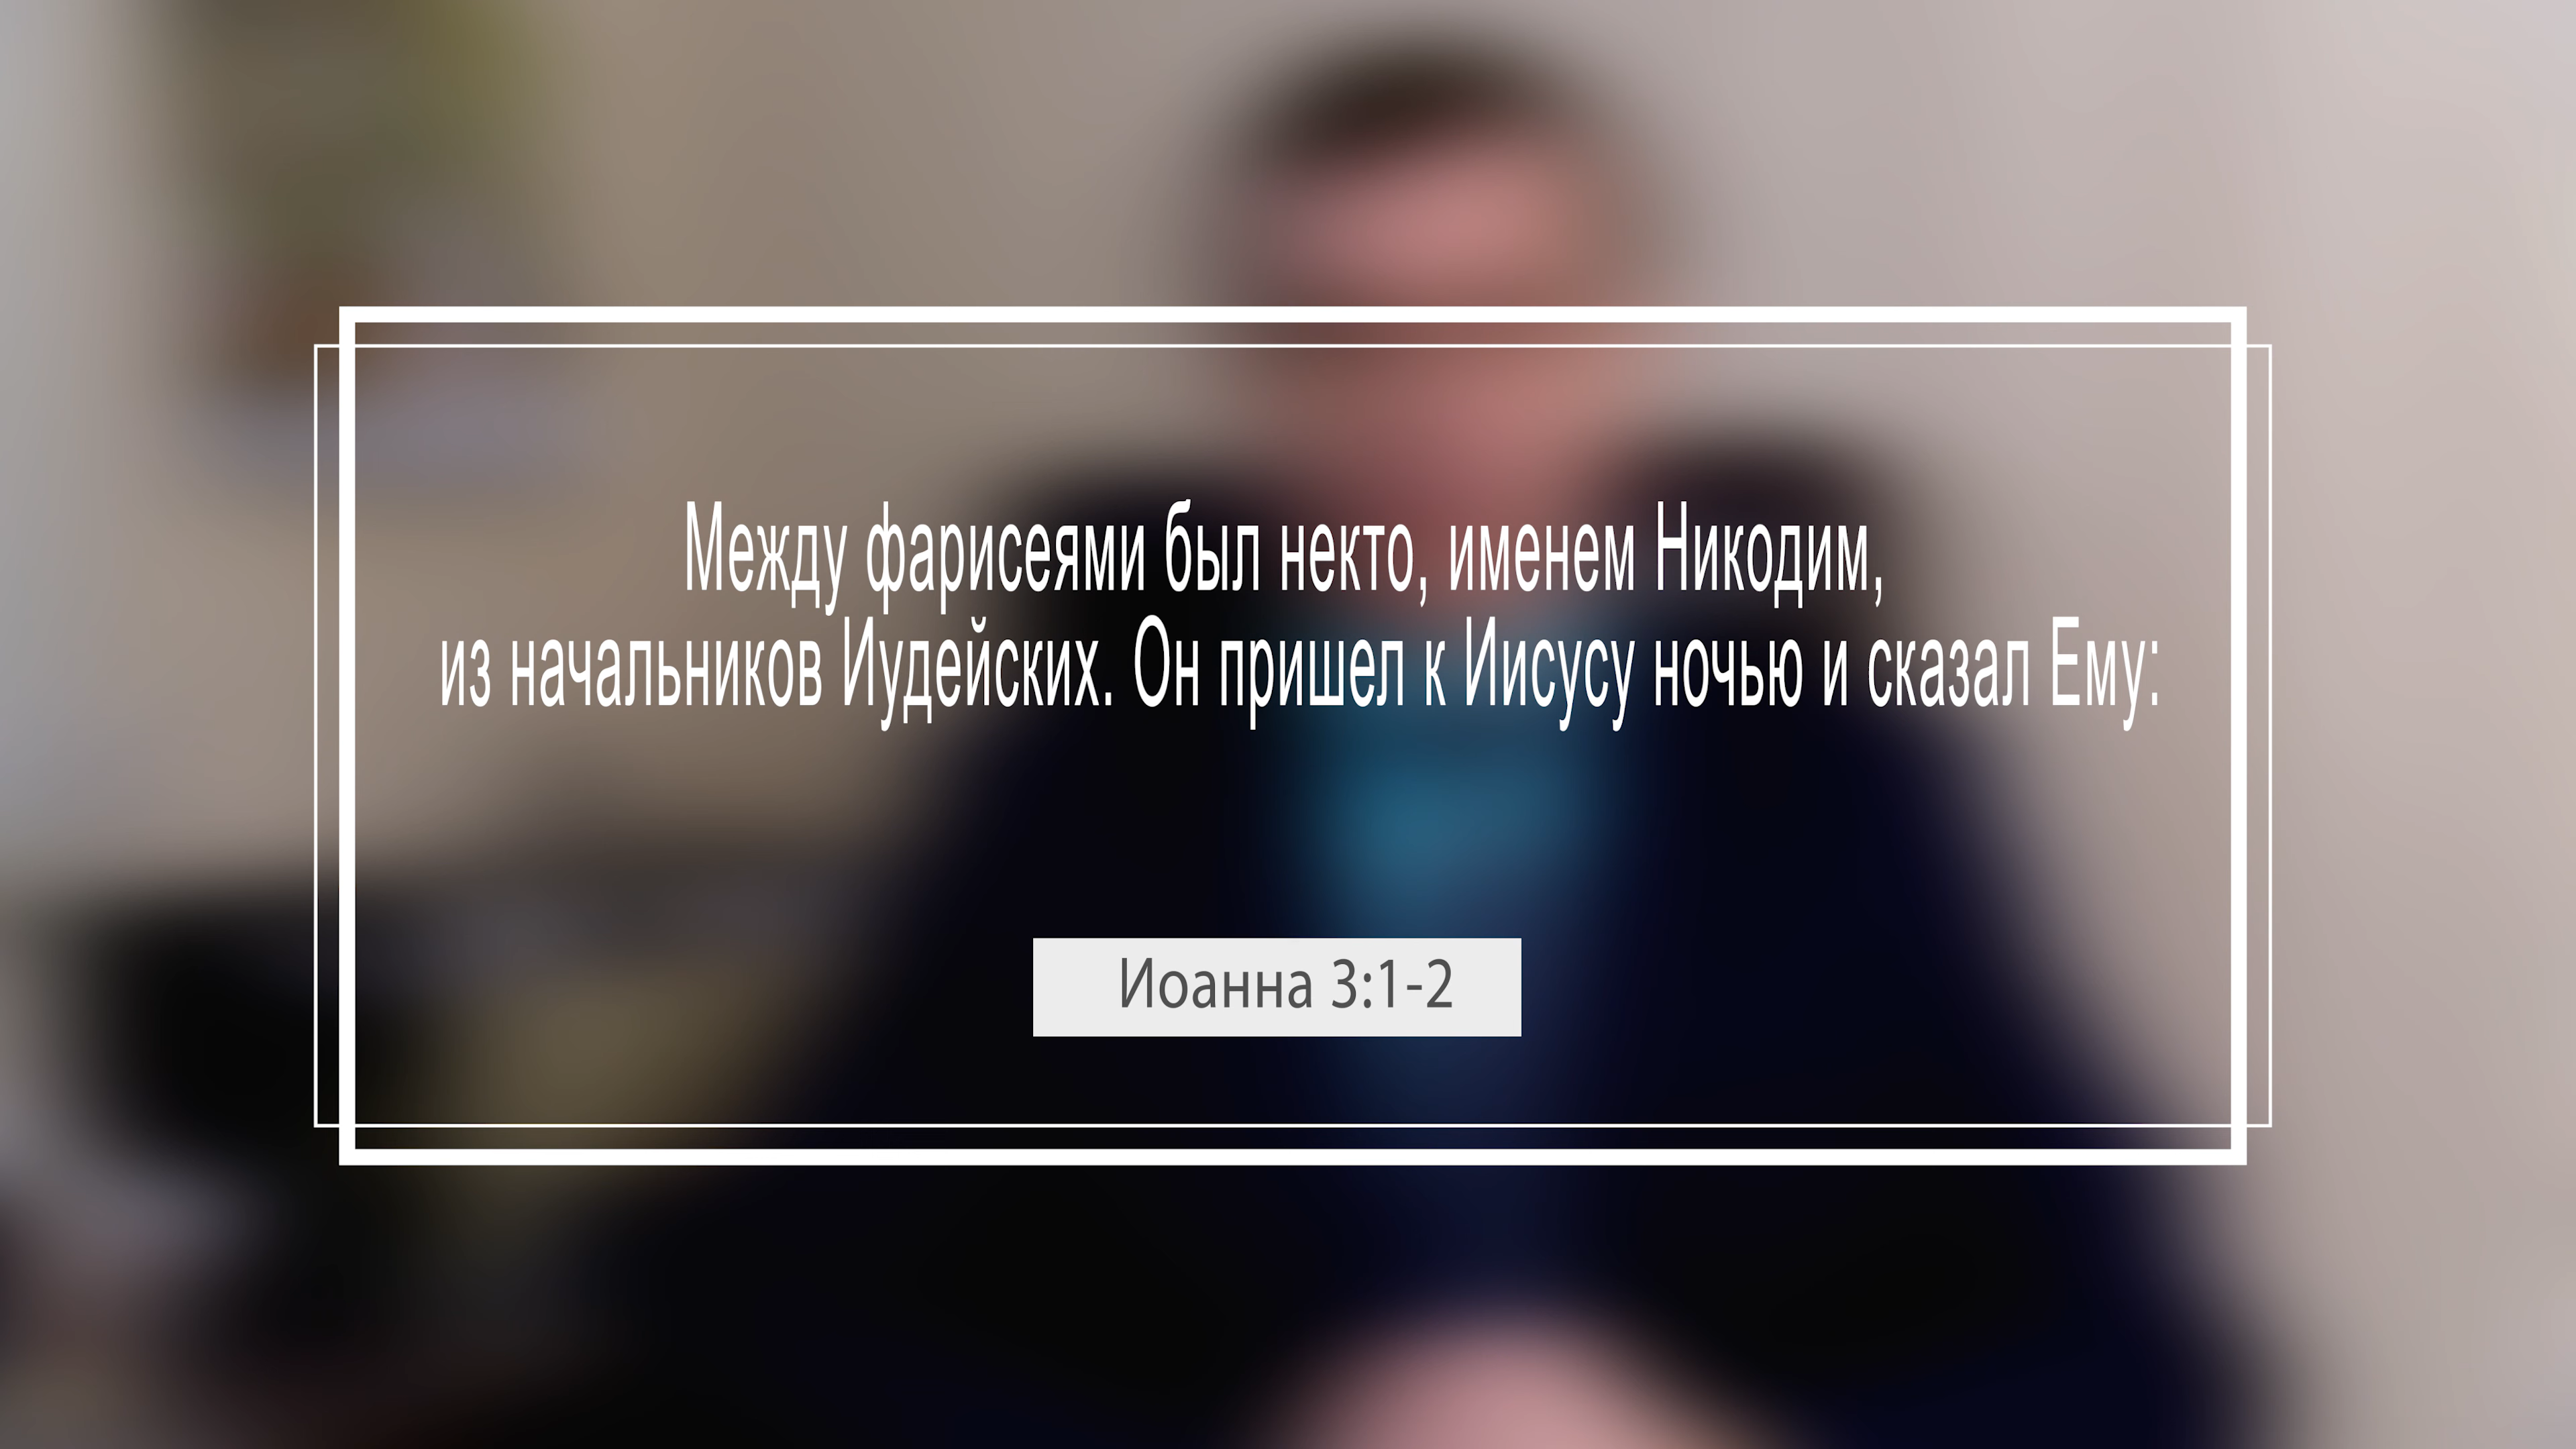 Между фарисеями был некто, именем Никодим,
из начальников Иудейских. Он пришел к Иисусу ночью и сказал Ему:
Иоанна 3:1-2